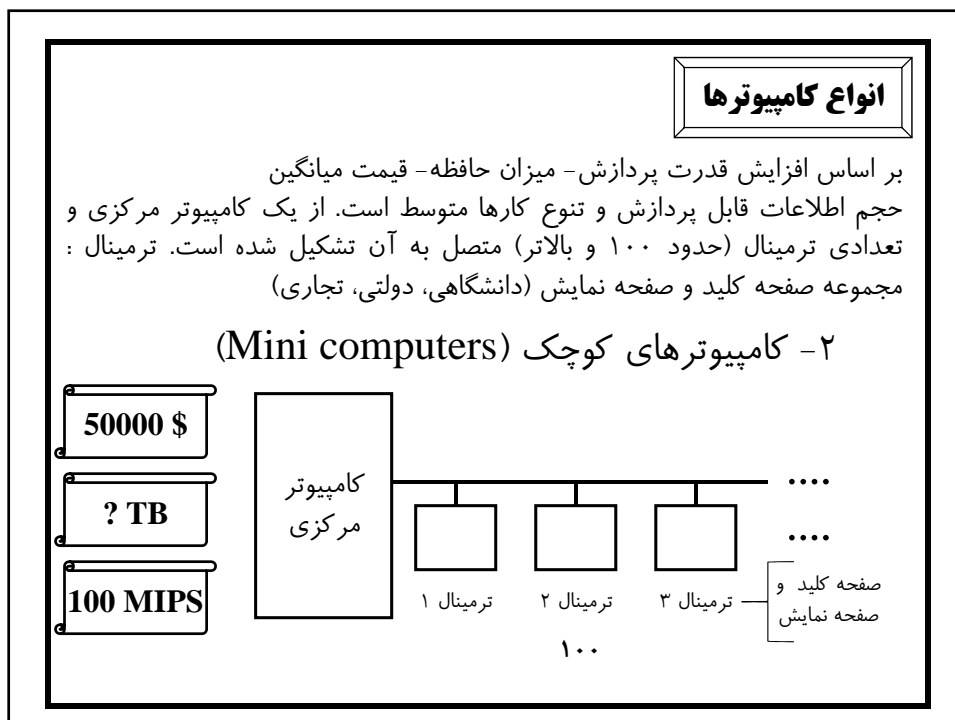 انواع کامپیوترها
بر اساس افزایش قدرت پردازش- میزان حافظه- قیمت میانگین
حجم اطلاعات قابل پردازش و تنوع کارها متوسط است. از یک کامپیوتر مرکزی و
تعدادی ترمینال (حدود ۱۰۰ و بالاتر) متصل به آن تشکیل شده است. ترمینال :
مجموعه صفحه کلید و صفحه نمایش (دانشگاهی، دولتی، تجاری)
۲- کامپیوترهای کوچک (Mini computers)
50000 $
? TB
100 MIPS
کامپیوتر
مرکزی
....
....
ترمینال ۱
ترمینال ۲
ترمینال ۳
صفحه کلید و
صفحه نمایش
۱۰۰